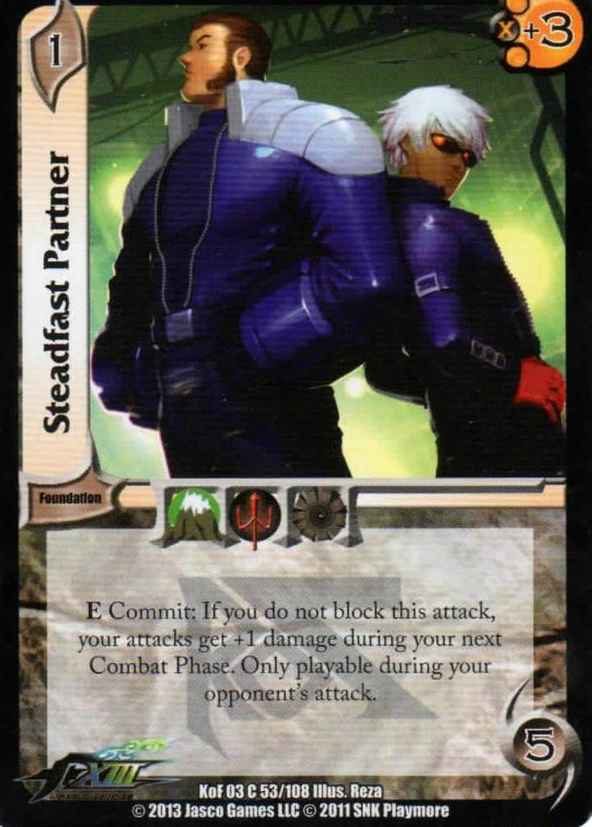 1
+3
Steadfast Partner
Foundation
E Commit: If you do not block this attack,
your attacks get +1 damage during your next
Combat Phase. Only playable during your
opponent's attack.
5
XIII
KoF 03 C 53/108 Illus. Reza
© 2013 Jasco Games LLC © 2011 SNK Playmore